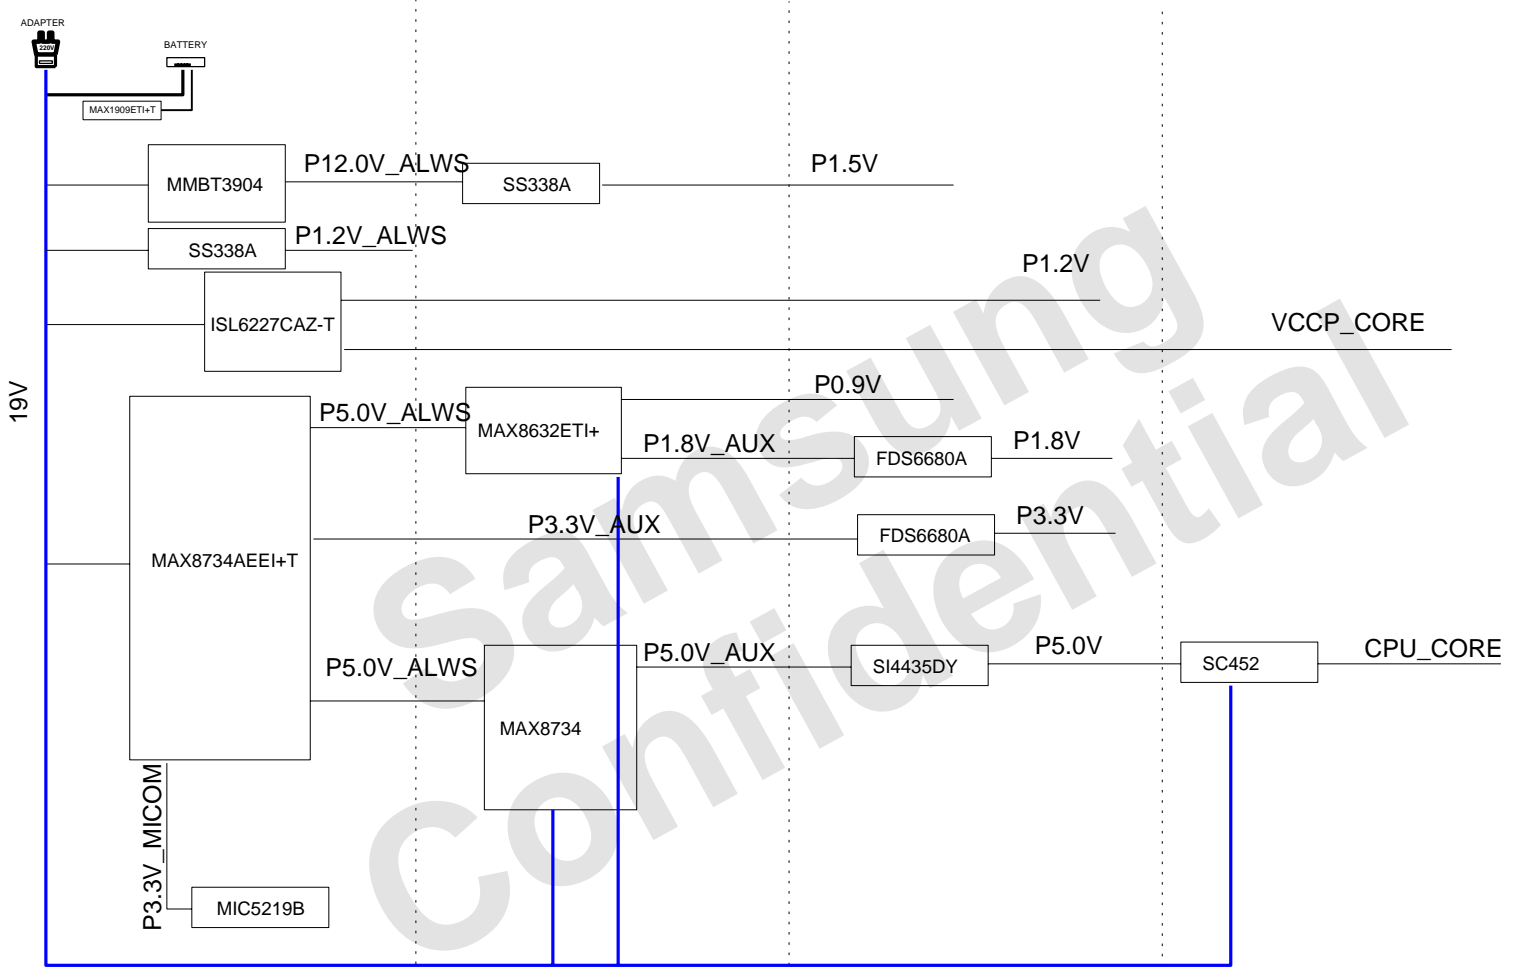 ADAPTER
220V
BATTERY
MAX1909ETI+T
MMBT3904
P12.0V_ALWS
SS338A
P1.5V
SS338A
P1.2V_ALWS
ISL6227CAZ-T
P1.2V
VCCP_CORE
19V
P5.0V_ALWS
MAX8632ETI+
P0.9V
P1.8V_AUX
FDS6680A
P1.8V
MAX8734AEEI+T
P3.3V_AUX
FDS6680A
P3.3V
P5.0V_ALWS
MAX8734
P5.0V_AUX
SI4435DY
P5.0V
SC452
CPU_CORE
P3.3V_MICOM
MIC5219B
Samsung
Confidential